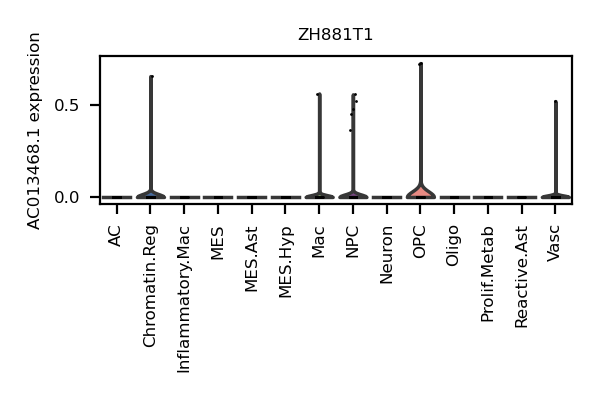 ZH881T1
AC013468.1 expression
0.5
0.0
AC
Chromatin.Reg
Inflammatory.Mac
MES
MES.Ast
MES.Hyp
Mac
NPC
Neuron
OPC
Oligo
Prolif.Metab
Reactive.Ast
Vasc